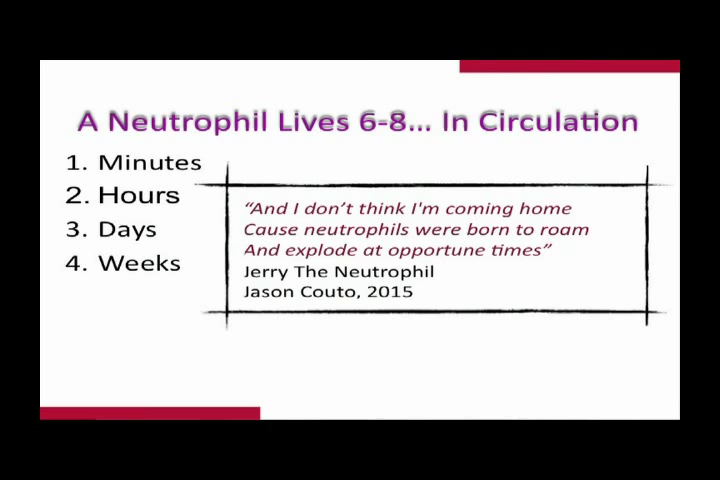 A Neutrophil Lives 6-8... In Circulation
1. Minutes
2. Hours
3. Days
4. Weeks
“And I don’t think I'm coming home
Cause neutrophils were born to roam
And explode at opportune times”
Jerry The Neutrophil
Jason Couto, 2015